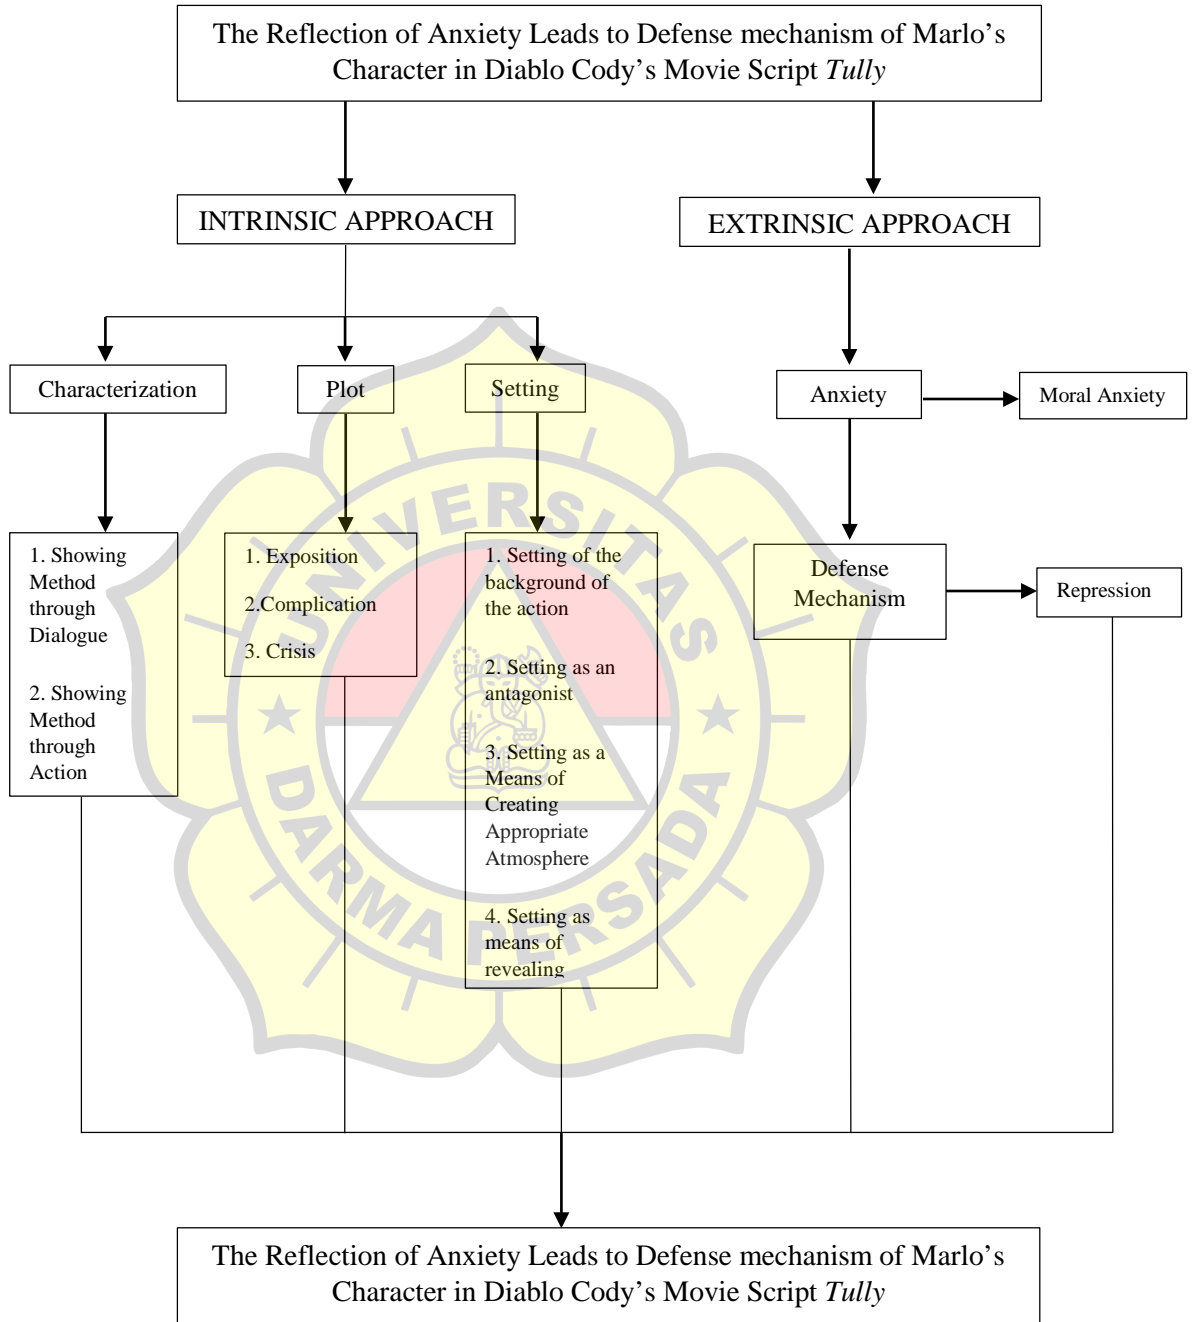 The Reflection of Anxiety Leads to Defense mechanism of Marlo’s
Character in Diablo Cody’s Movie Script Tully
INTRINSIC APPROACH
EXTRINSIC APPROACH
Characterization
Plot
Setting
Anxiety
Moral Anxiety
1. Showing
Method
through
Dialogue
2. Showing
Method
through
Action
1. Exposition
2.Complication
3. Crisis
1. Setting of the
background of
the action
2. Setting as an
antagonist
3. Setting as a
Means of
Creating
Appropriate
Atmosphere
4. Setting as
means of
revealing
Defense
Mechanism
Repression
UNIVERSITAS
DARMA PERSADA
The Reflection of Anxiety Leads to Defense mechanism of Marlo’s
Character in Diablo Cody’s Movie Script Tully